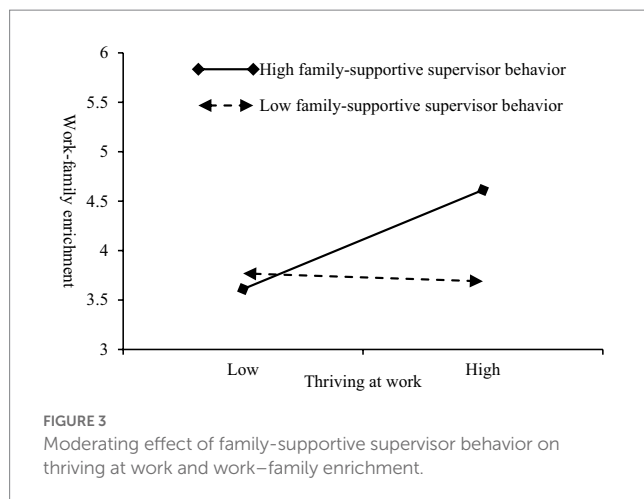 6
5.5
5
4.5
4
3.5
3
Work-family enrichment
High family-supportive supervisor behavior
Low family-supportive supervisor behavior
Low
High
Thriving at work
FIGURE 3
Moderating effect of family-supportive supervisor behavior on
thriving at work and work–family enrichment.